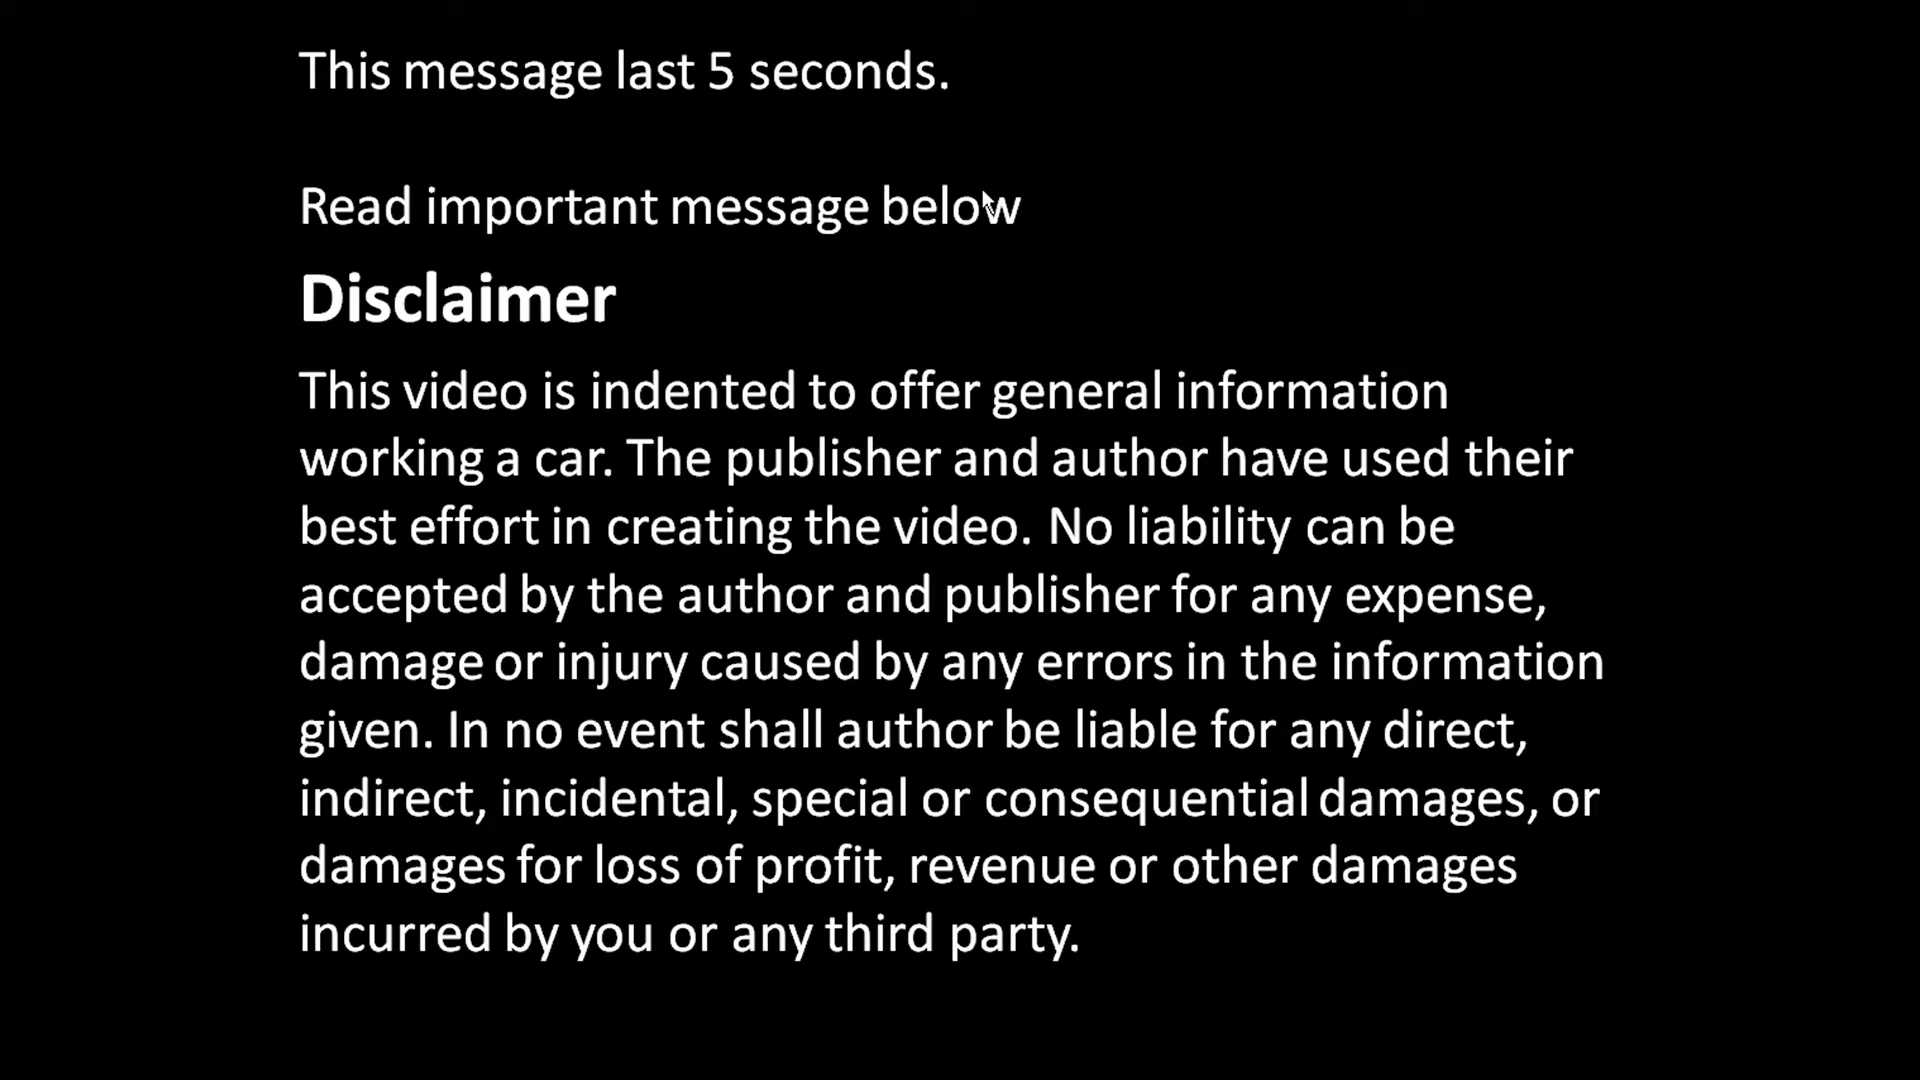 This message last 5 seconds.
Read important message below
Disclaimer
This video is indented to offer general information
working a car. The publisher and author have used their
best effort in creating the video. No liability can be
accepted by the author and publisher for any expense,
damage or injury caused by any errors in the information
given. In no event shall author be liable for any direct,
indirect, incidental, special or consequential damages, or
damages for loss of profit, revenue or other damages
incurred by you or any third party.